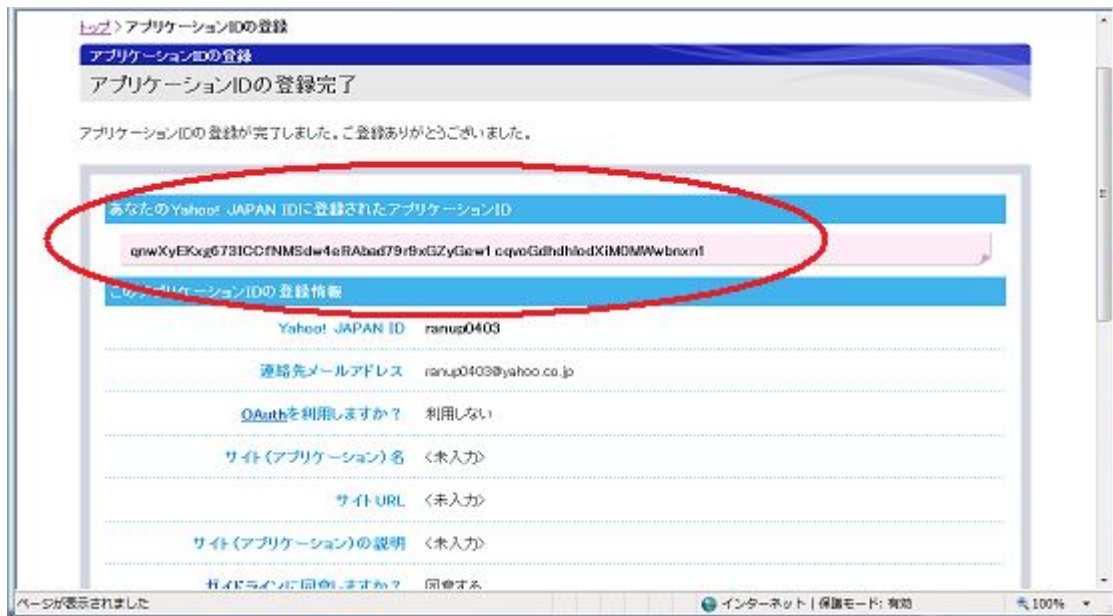 トップ > アプリケーションIDの登録
アプリケーションIDの登録
アプリケーションIDの登録完了
アプリケーションIDの登録が完了しました。ご登録ありがとうございました。
あなたのYahoo! JAPAN IDに登録されたアプリケーションID
このアプリケーションIDの登録情報
Yahoo! JAPAN ID ranup0403
連絡先メールアドレス ranup0403@yahoo.co.jp
OAuthを利用しますか？ 利用しない
サイト(アプリケーション)名 <未入力>
サイトURL <未入力>
サイト(アプリケーション)の説明 <未入力>
ガイドラインに同意しますか？ 同意する
ページが表示されました インターネット | 保護モード: 有効 100%